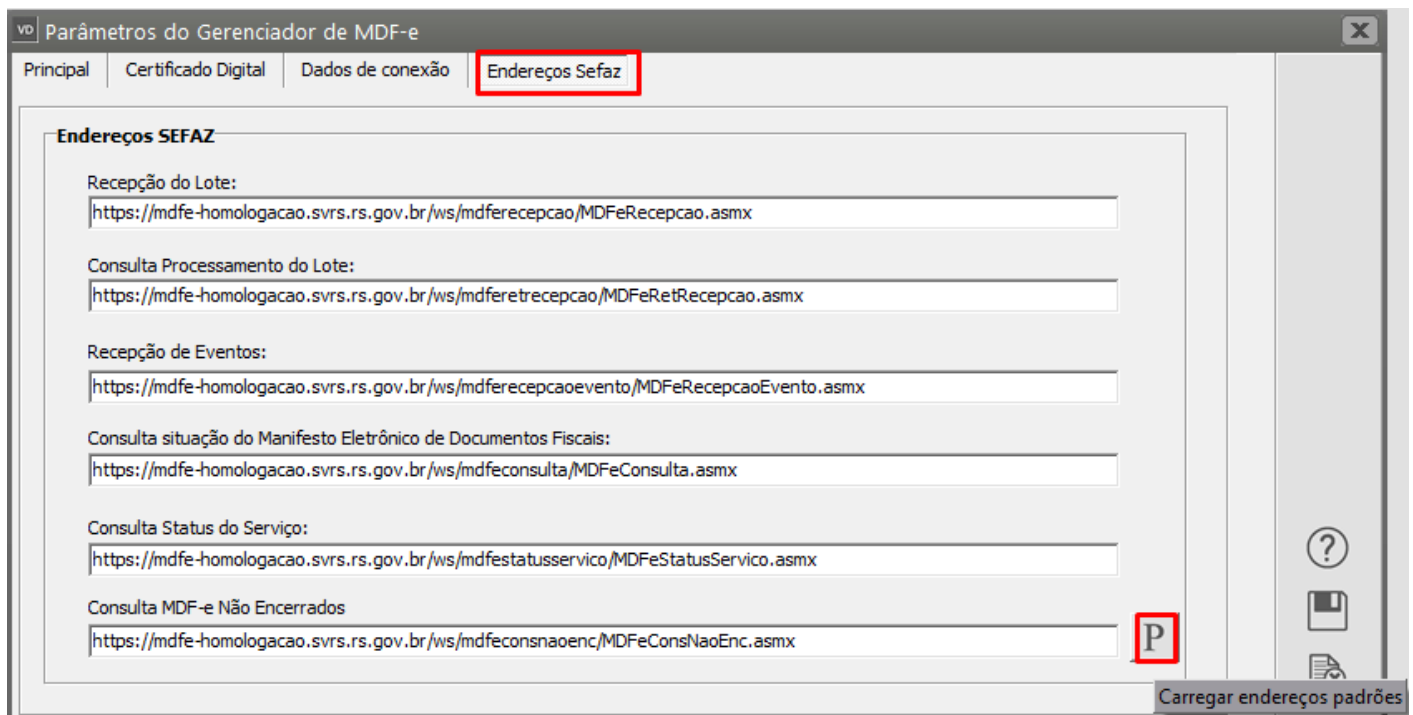 VD Parâmetros do Gerenciador de MDF-e
Principal Certificado Digital Dados de conexão Endereços Sefaz
Endereços SEFAZ
Recepção do Lote:
https://mdfe-homologacao.svrs.rs.gov.br/ws/mdferecepcao/MDFeRecepcao.asmx
Consulta Processamento do Lote:
https://mdfe-homologacao.svrs.rs.gov.br/ws/mdferetrecepcao/MDFeRetRecepcao.asmx
Recepção de Eventos:
https://mdfe-homologacao.svrs.rs.gov.br/ws/mdferecepcaoevento/MDFeRecepcaoEvento.asmx
Consulta situação do Manifesto Eletrônico de Documentos Fiscais:
https://mdfe-homologacao.svrs.rs.gov.br/ws/mdfeconsulta/MDFeConsulta.asmx
Consulta Status do Serviço:
https://mdfe-homologacao.svrs.rs.gov.br/ws/mdfestatusservico/MDFeStatusServico.asmx
Consulta MDF-e Não Encerrados
https://mdfe-homologacao.svrs.rs.gov.br/ws/mdfeconsnaoenc/MDFeConsNaoEnc.asmx
P
Carregar endereços padrões